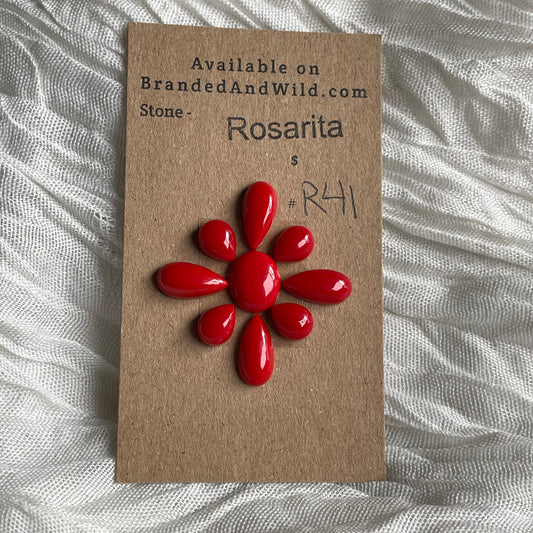 Available on
BrandedAndWild.com
Stone -
Rosarita
$
# R41